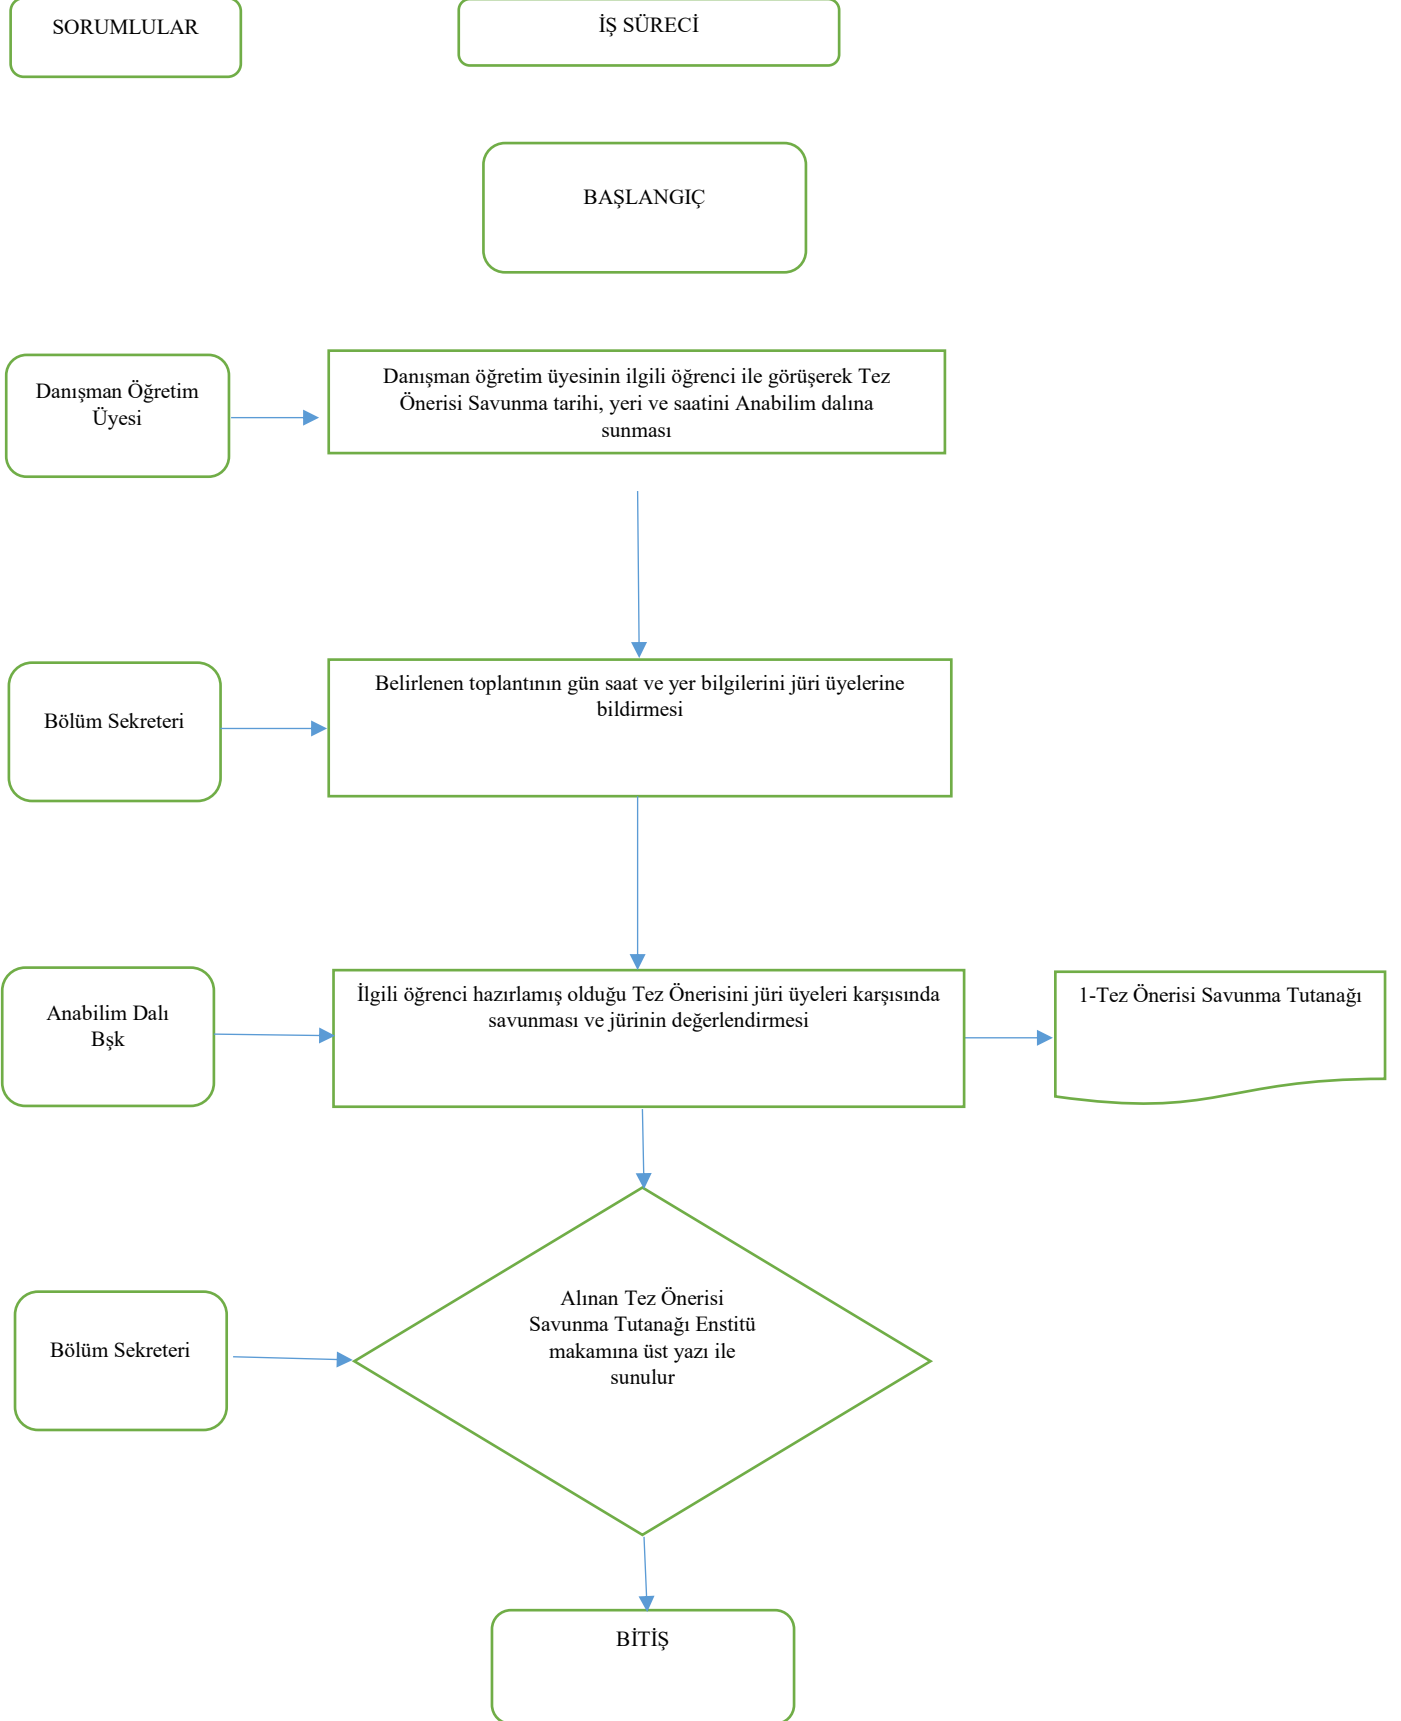 SORUMLULAR
İŞ SÜRECİ
BAŞLANGIÇ
Danışman Öğretim
Üyesi
Danışman öğretim üyesinin ilgili öğrenci ile görüşerek Tez
Önerisi Savunma tarihi, yeri ve saatini Anabilim dalına
sunması
Bölüm Sekreteri
Belirlenen toplantının gün saat ve yer bilgilerini jüri üyelerine
bildirmesi
Anabilim Dalı
Bşk
İlgili öğrenci hazırlamış olduğu Tez Önerisini jüri üyeleri karşısında
savunması ve jürinin değerlendirmesi
1-Tez Önerisi Savunma Tutanağı
Bölüm Sekreteri
Alınan Tez Önerisi
Savunma Tutanağı Enstitü
makamına üst yazı ile
sunulur
BİTİŞ